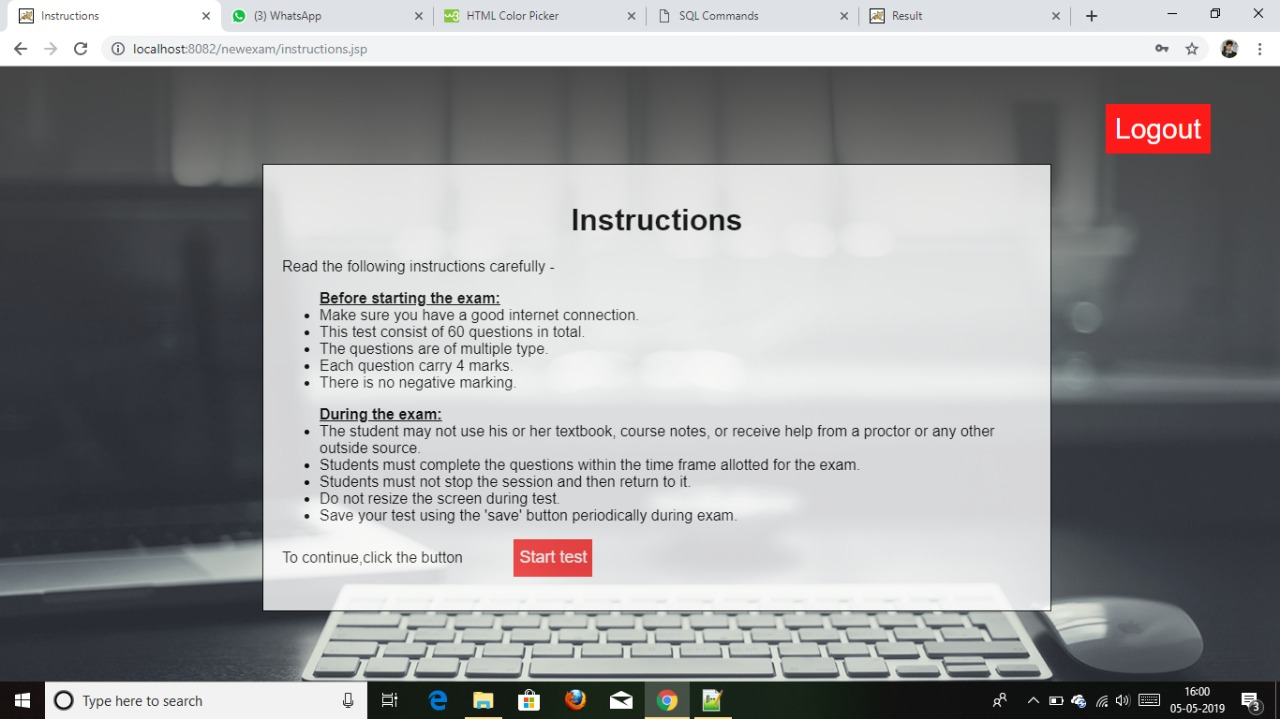 Instructions
(3) WhatsApp
HTML Color Picker
SQL Commands
Result
localhost:8082/newexam/instructions.jsp
Logout
Instructions
Read the following instructions carefully -
Before starting the exam:
Make sure you have a good internet connection.
This test consist of 60 questions in total.
The questions are of multiple type.
Each question carry 4 marks.
There is no negative marking.
During the exam:
The student may not use his or her textbook, course notes, or receive help from a proctor or any other
outside source.
Students must complete the questions within the time frame allotted for the exam.
Students must not stop the session and then return to it.
Do not resize the screen during test.
Save your test using the 'save' button periodically during exam.
To continue,click the button
Start test
Type here to search
16:00
05-05-2019
3